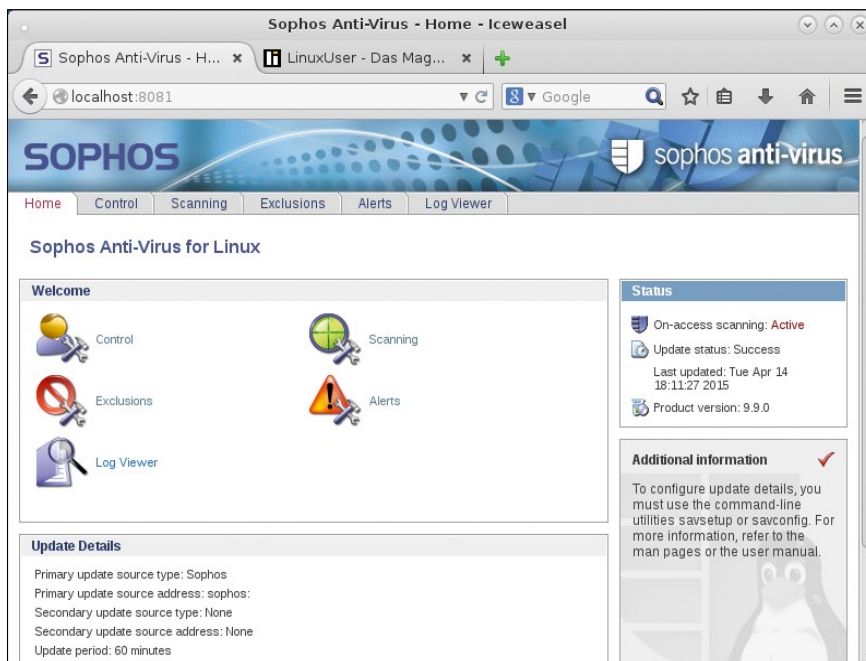 Sophos Anti-Virus - Home - Iceweasel
Sophos Anti-Virus - H...
LinuxUser - Das Mag...
localhost:8081
Google
SOPHOS
sophos anti-virus
Home
Control
Scanning
Exclusions
Alerts
Log Viewer
Sophos Anti-Virus for Linux
Welcome
Control
Scanning
Exclusions
Alerts
Log Viewer
Update Details
Primary update source type: Sophos
Primary update source address: sophos:
Secondary update source type: None
Secondary update source address: None
Update period: 60 minutes
Status
On-access scanning: Active
Update status: Success
Last updated: Tue Apr 14
18:11:27 2015
Product version: 9.9.0
Additional information
To configure update details, you
must use the command-line
utilities savsetup or savconfig. For
more information, refer to the
man pages or the user manual.